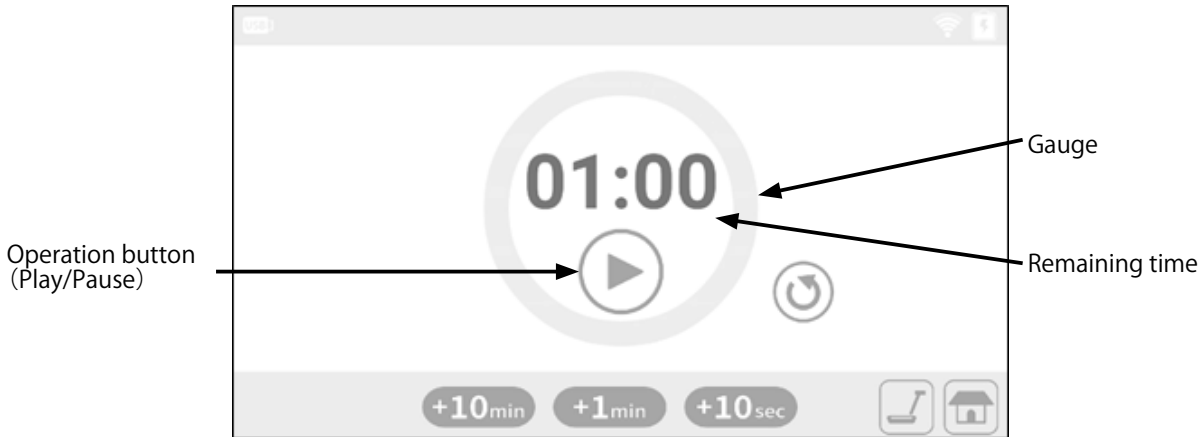 USB
Gauge
01:00
Operation button
（Play/Pause）
Remaining time
+10min
+1min
+10sec